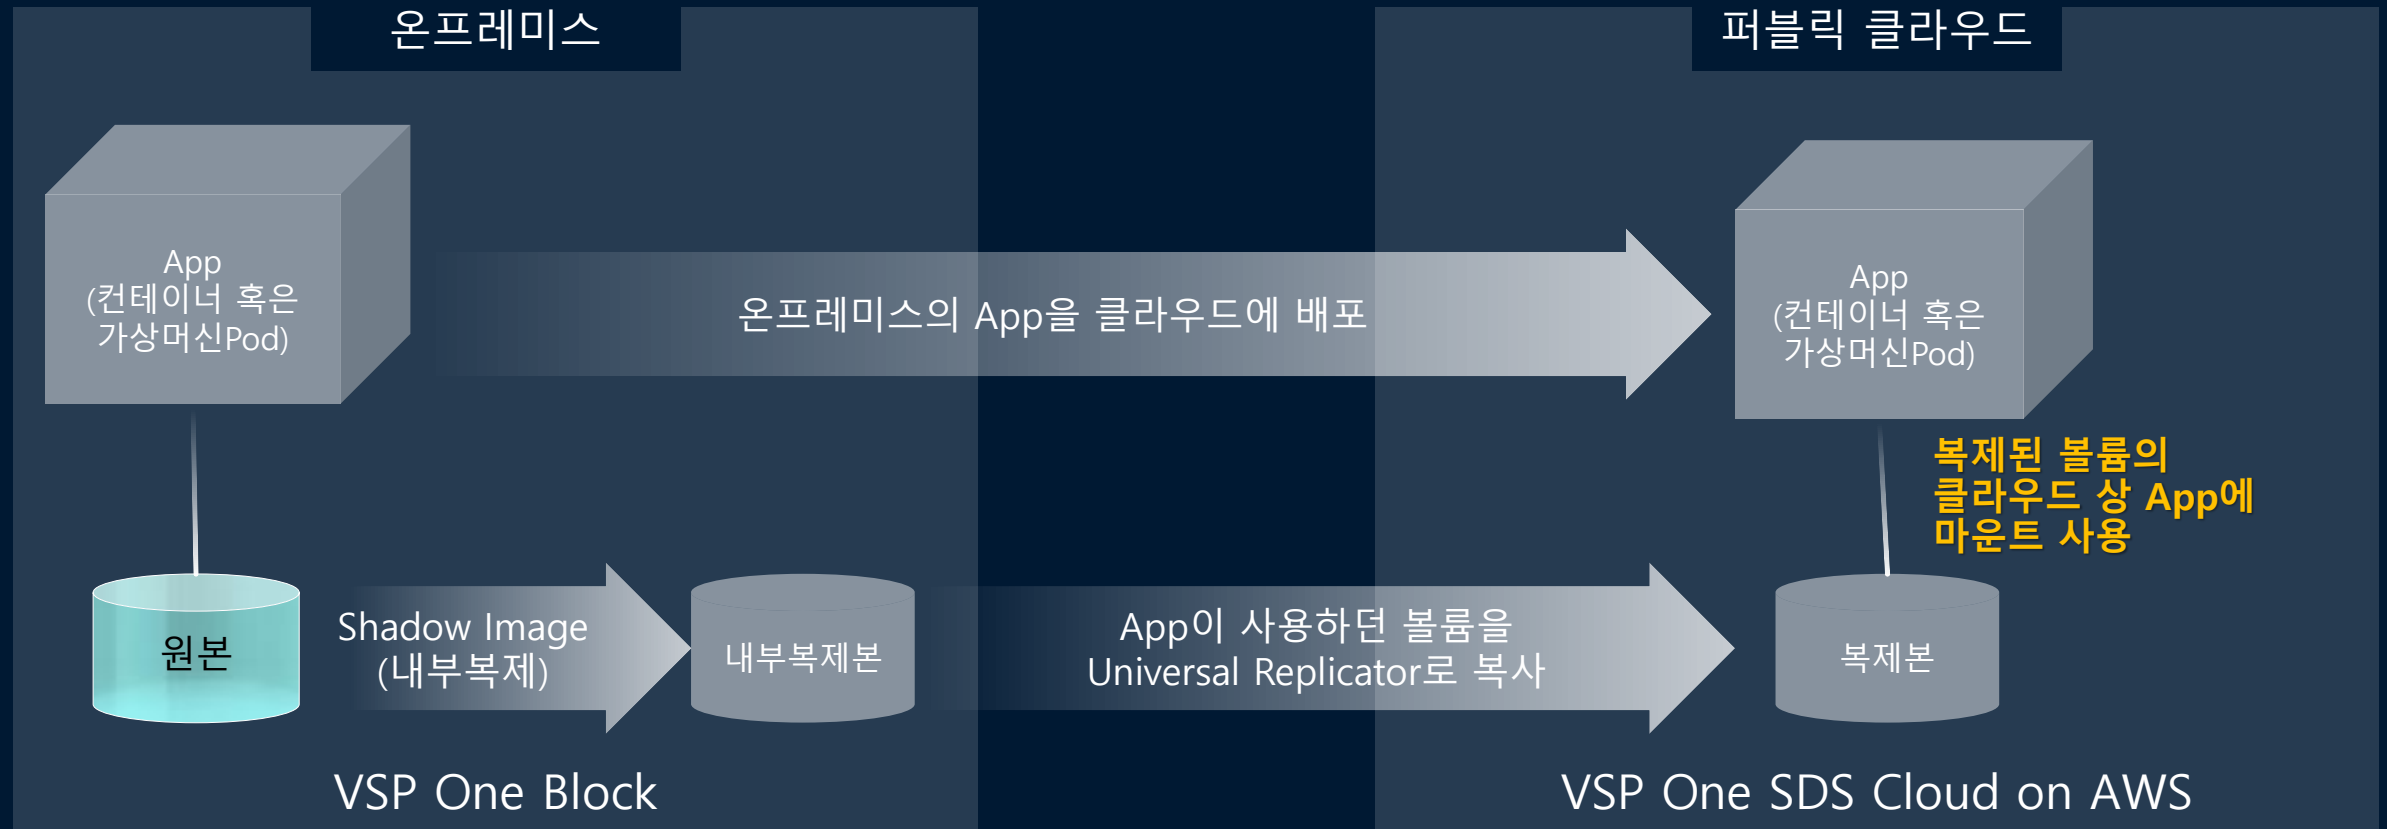 온프레미스
퍼블릭 클라우드
App
(컨테이너 혹은
가상머신Pod)
온프레미스의 App을 클라우드에 배포
App
(컨테이너 혹은
가상머신Pod)
복제된 볼륨의
클라우드 상 App에
마운트 사용
원본
Shadow Image
(내부복제)
내부복제본
App이 사용하던 볼륨을
Universal Replicator로 복사
복제본
VSP One Block
VSP One SDS Cloud on AWS